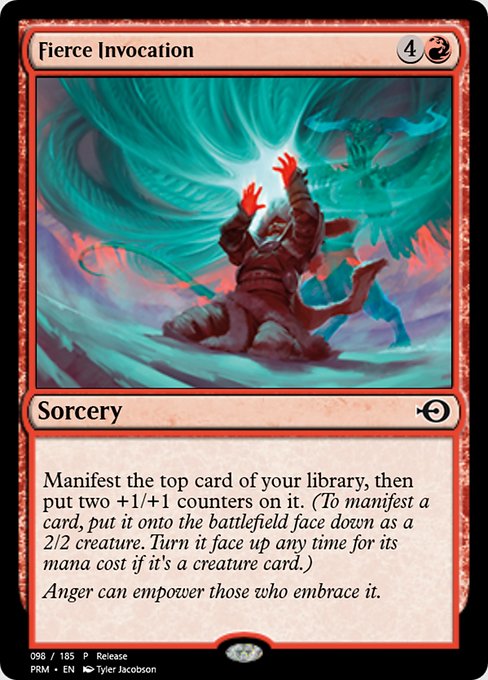 Fierce Invocation 4
Sorcery
Manifest the top card of your library, then
put two +1/+1 counters on it. (To manifest a
card, put it onto the battlefield face down as a
2/2 creature. Turn it face up any time for its
mana cost if it's a creature card.)
Anger can empower those who embrace it.
098 / 185 P Release
PRM • EN Tyler Jacobson